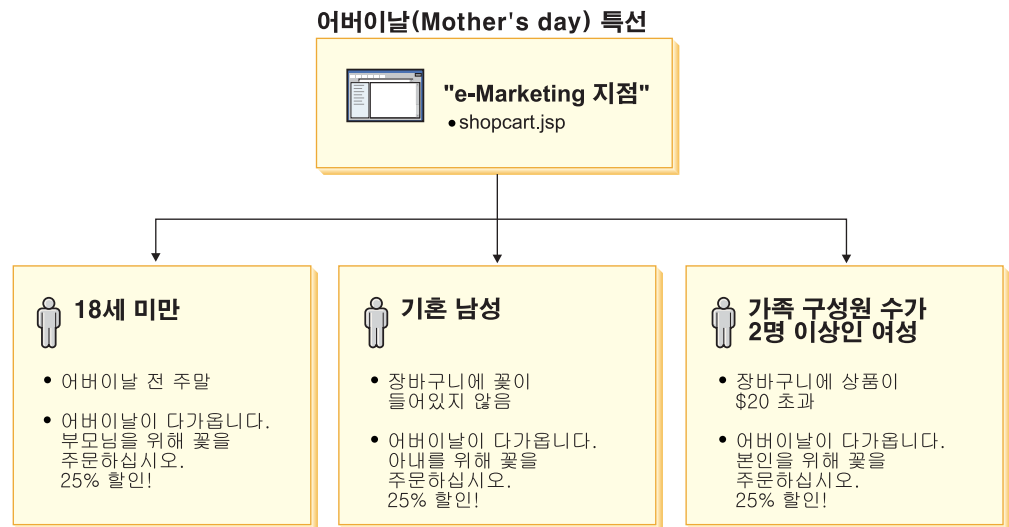 어버이날(Mother's day) 특선
"e-Marketing 지점"
• shopcart.jsp
18세 미만
• 어버이날 전 주말
• 어버이날이 다가옵니다.
부모님을 위해 꽃을
주문하십시오.
25% 할인!
기혼 남성
• 장바구니에 꽃이
들어있지 않음
• 어버이날이 다가옵니다.
아내를 위해 꽃을
주문하십시오.
25% 할인!
가족 구성원 수가
2명 이상인 여성
• 장바구니에 상품이
$20 초과
• 어버이날이 다가옵니다.
본인을 위해 꽃을
주문하십시오.
25% 할인!